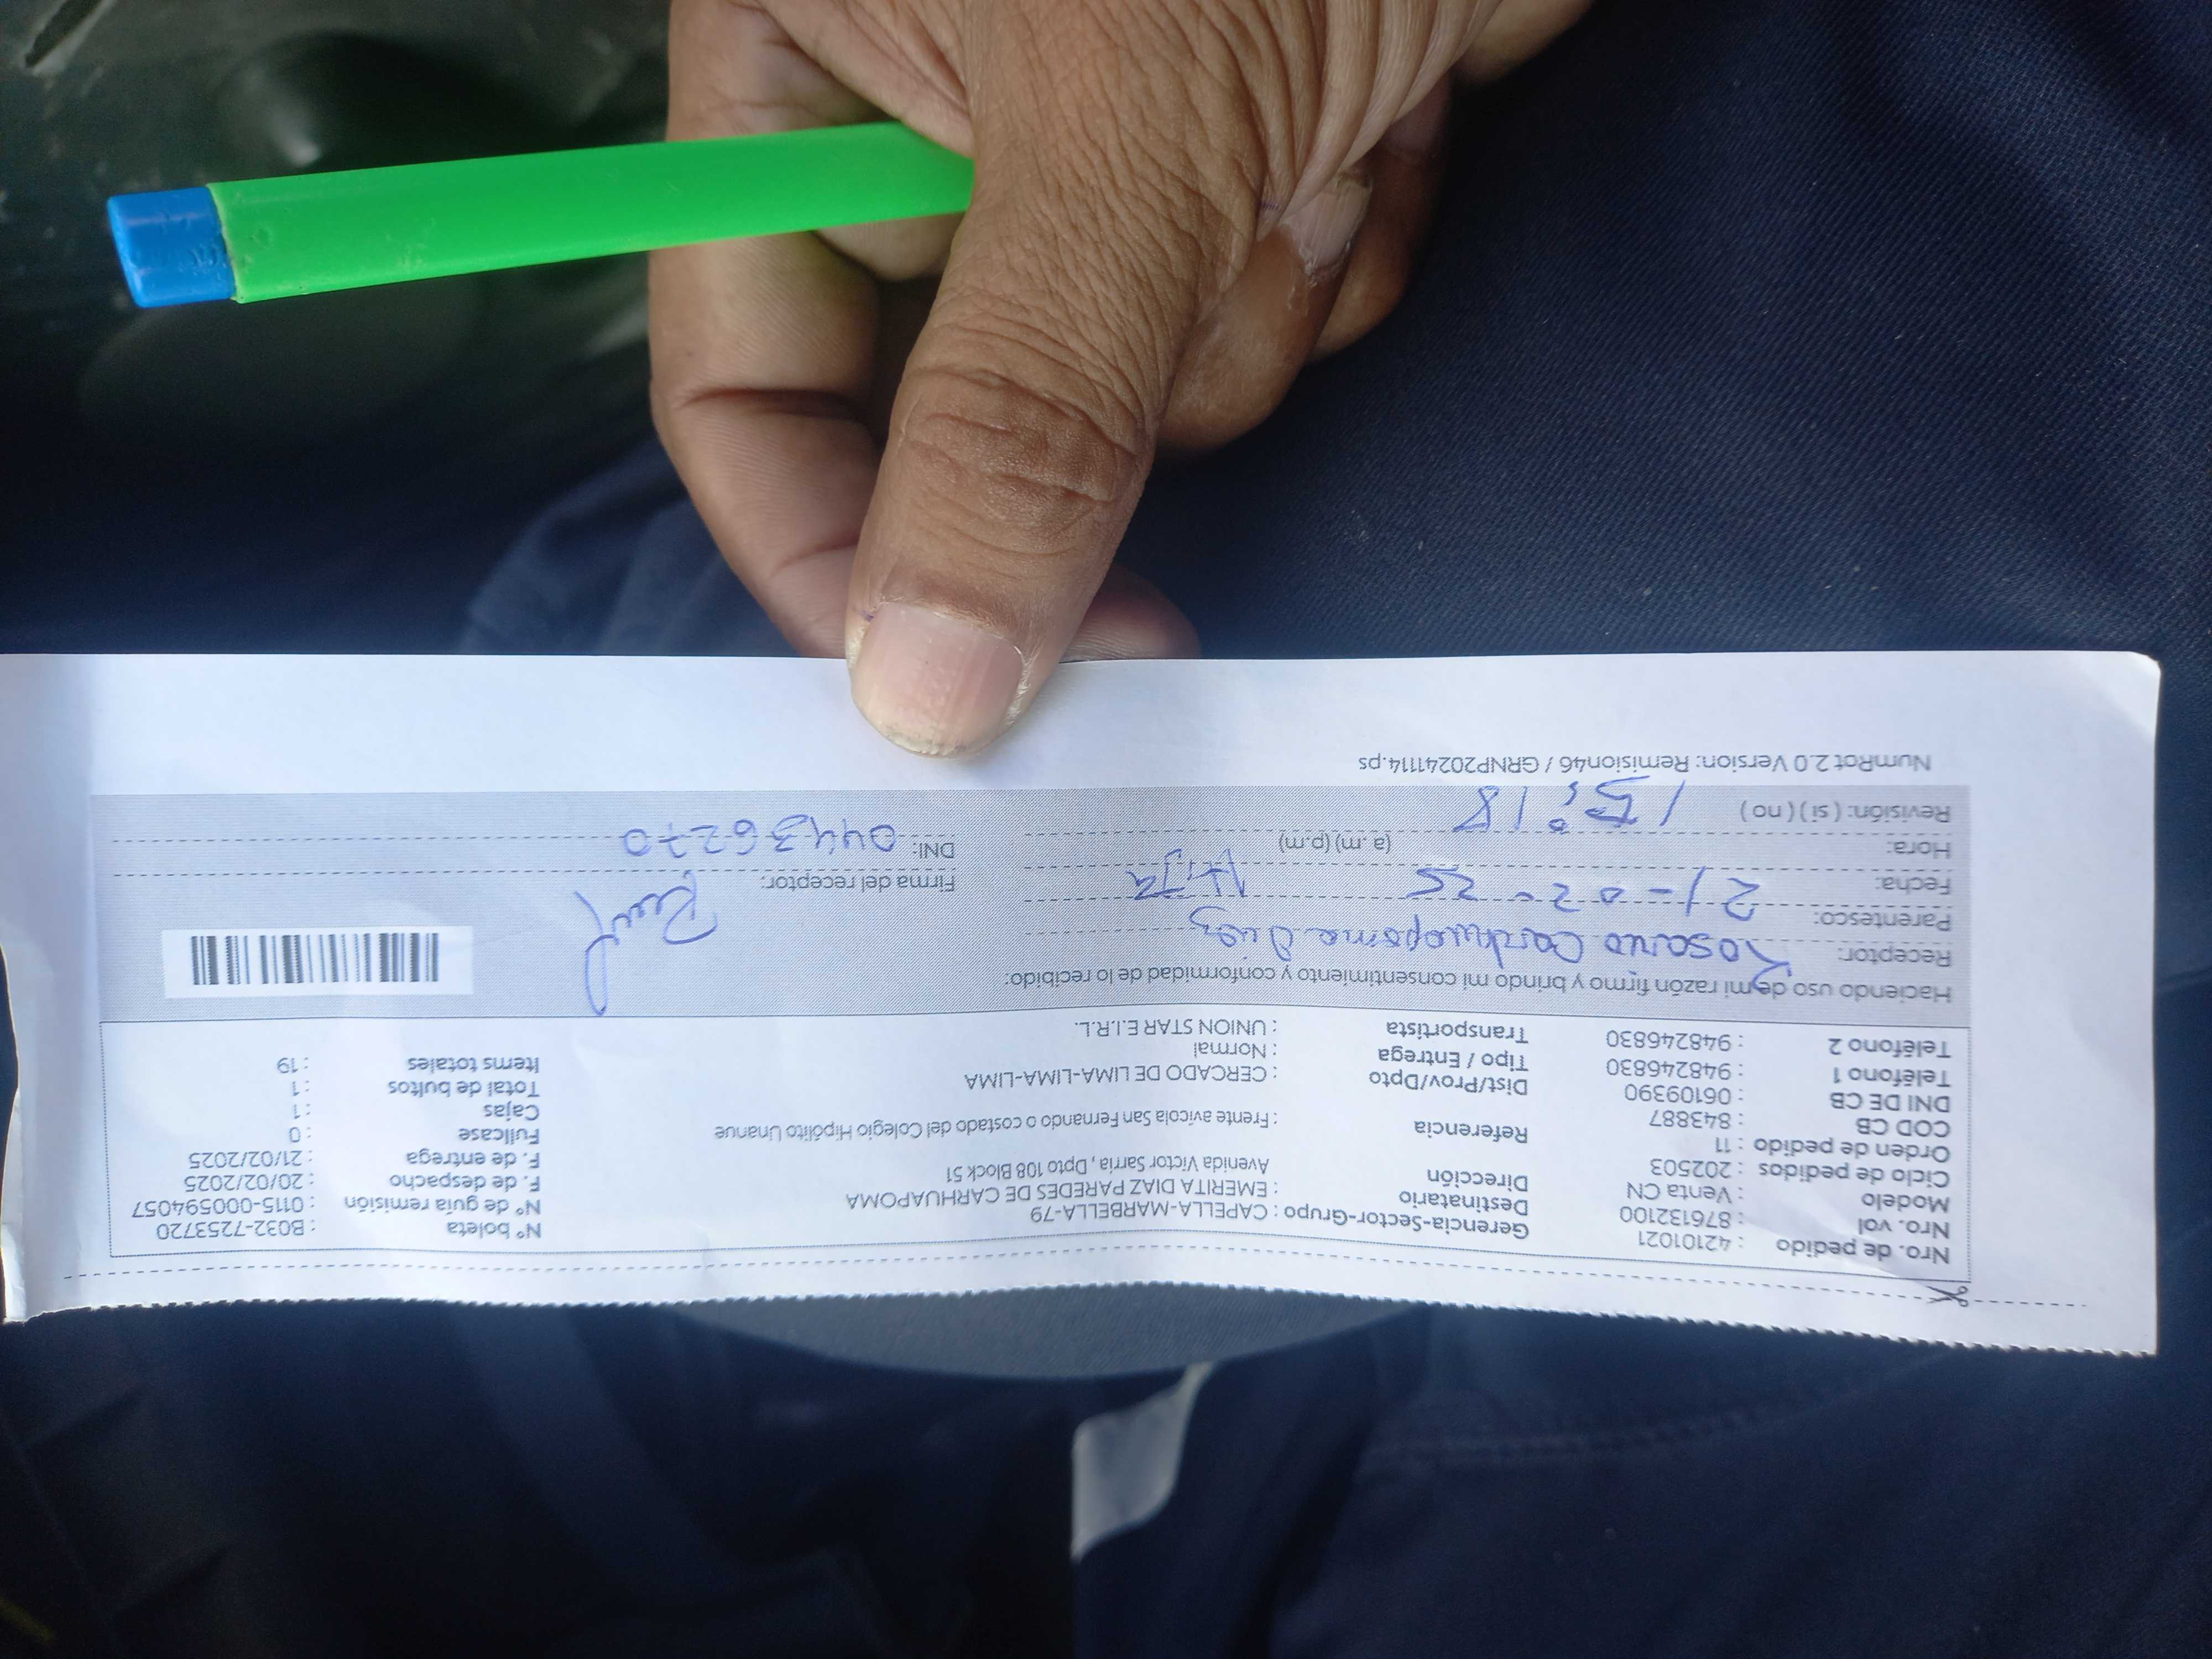 Nro. de pedido : 42101021
Nro. vol : 876132100
Modelo : Venta CN
Ciclo de pedidos : 202503
Orden de pedido : 11
COD CB : 843887
DNI DE CB : 06109390
Teléfono 1 : 948246830
Teléfono 2 : 948246830
Gerencia-Sector-Grupo : CAPELLA-MARBELLA-79
Destinatario : EMERITA DIAZ PAREDES DE CARHUAPOMA
Dirección Avenida Victor Sarria , Dpto 108 Block 51
Referencia : Frente avicola San Fernando o costado del Colegio Hipólito Unanue
Dist/Prov/Dpto : CERCADO DE LIMA-LIMA-LIMA
Tipo / Entrega : Normal
Transportista : UNION STAR E.I.R.L.
N° boleta : B032-7253720
N° de guía remisión : 0115-0000594057
F. de despacho : 20/02/2025
F. de entrega : 21/02/2025
Fullcase : 0
Cajas : 1
Total de bultos : 1
Items totales : 19
Haciendo uso de mi razón firmo y brindo mi consentimiento y conformidad de lo recibido:
Receptor: Rosario Carhuapoma Diaz
Parentesco: Hija
Fecha: 21-02-25
Hora: 15:18 (a .m) (p.m)
Revisión: ( si ) ( no )
Firma del receptor:
DNI: 04436270
NumRot 2.0 Version: Remision46 / GRNP20241114.ps